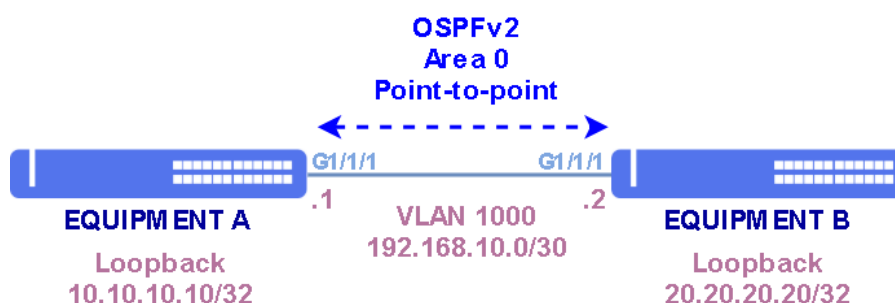 OSPFv2
Area 0
Point-to-point
G1/1/1
G1/1/1
.1
.2
VLAN 1000
192.168.10.0/30
EQUIPMENT A
Loopback
10.10.10.10/32
EQUIPMENT B
Loopback
20.20.20.20/32